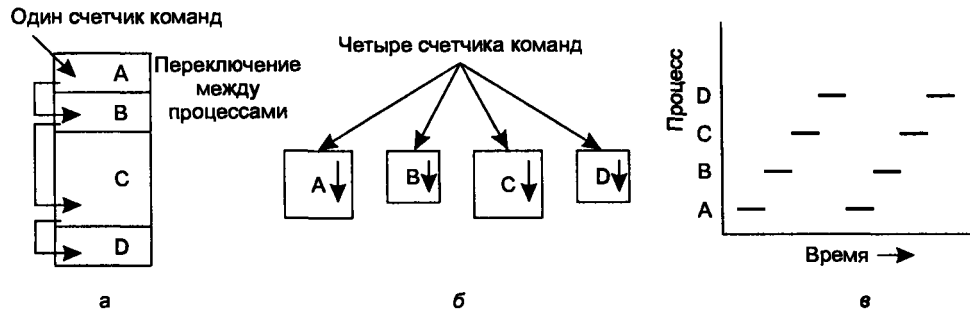 Один счетчик команд
A
B
C
D
Переключение
между
процессами
а
Четыре счетчика команд
A
B
C
D
б
Процесс
D
C
B
A
Время
в